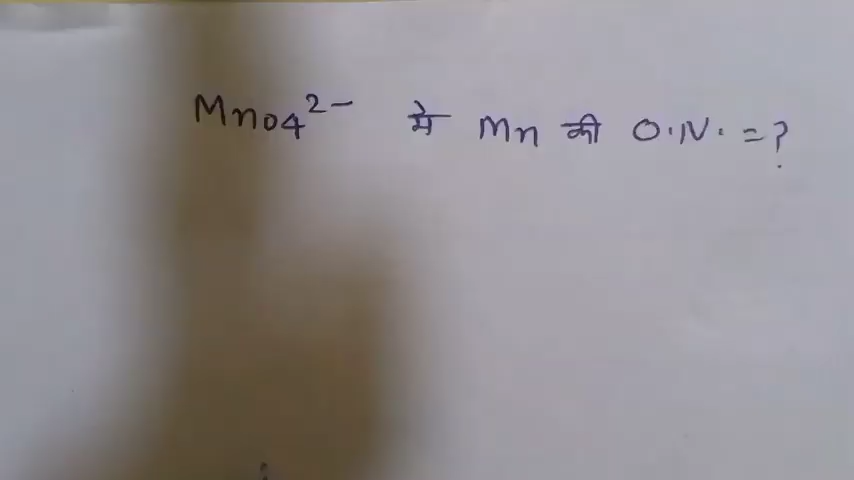 MnO4²⁻ मे Mn की O.N. = ?